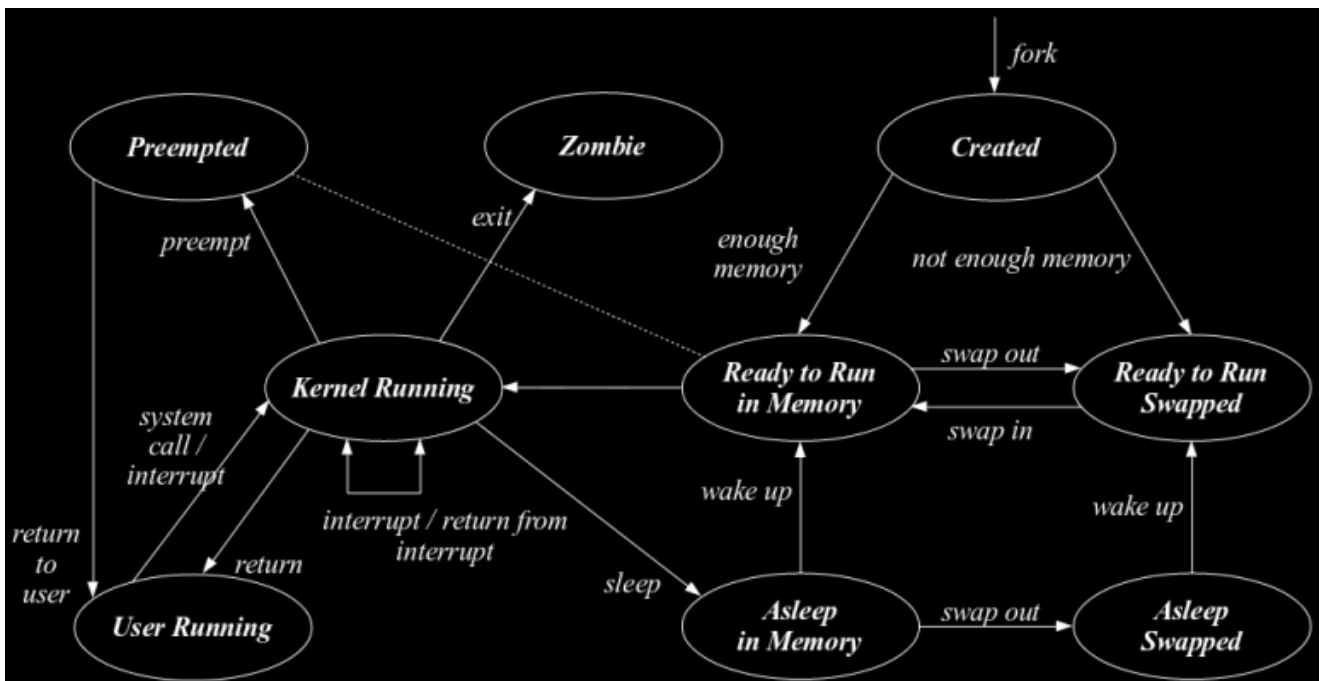 fork
Preempted
Zombie
Created
preempt
exit
enough
memory
not enough memory
Kernel Running
Ready to Run
in Memory
swap out
swap in
Ready to Run
Swapped
system
call /
interrupt
interrupt / return from
interrupt
wake up
wake up
return
to
user
return
sleep
User Running
Asleep
in Memory
swap out
Asleep
Swapped